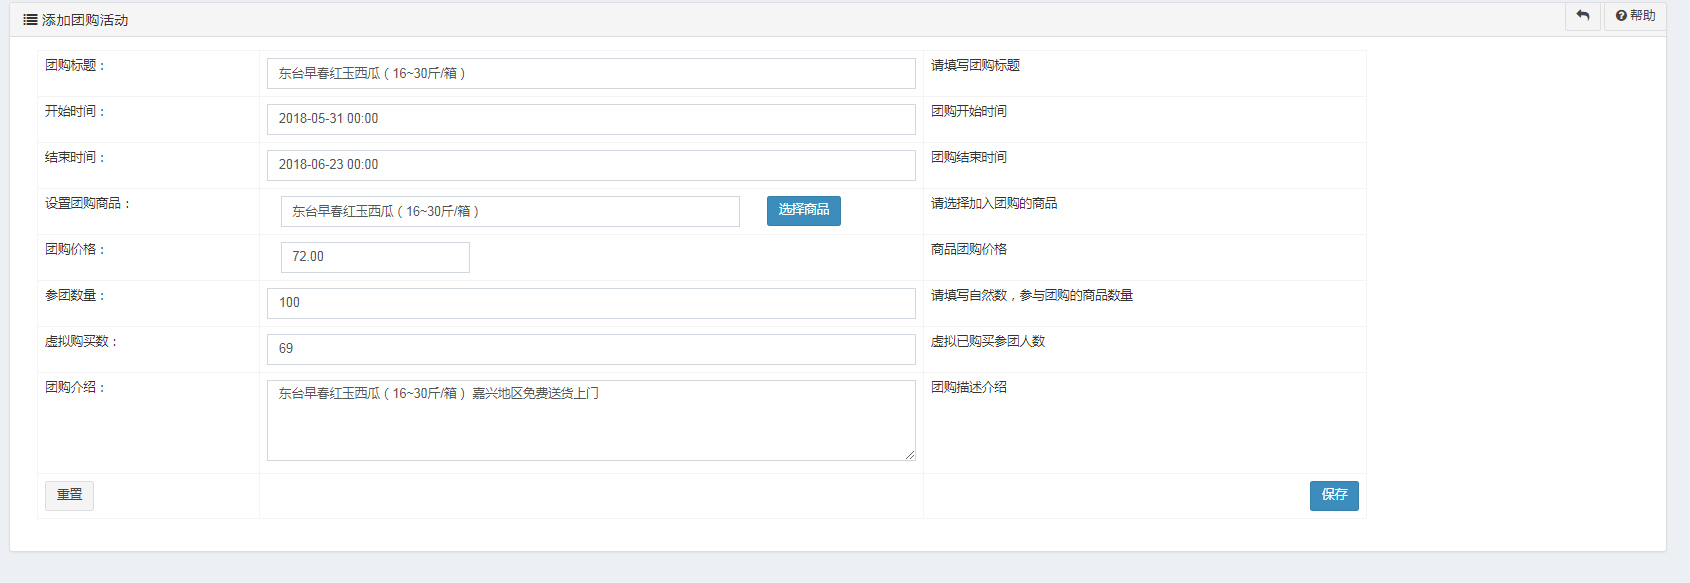 添加团购活动
帮助
团购标题：
东台早春红玉西瓜（16~30斤/箱）
请填写团购标题
开始时间：
2018-05-31 00:00
团购开始时间
结束时间：
2018-06-23 00:00
团购结束时间
设置团购商品：
东台早春红玉西瓜（16~30斤/箱）
选择商品
请选择加入团购的商品
团购价格：
72.00
商品团购价格
参团数量：
100
请填写自然数，参与团购的商品数量
虚拟购买数：
69
虚拟已购买参团人数
团购介绍：
东台早春红玉西瓜（16~30斤/箱） 嘉兴地区免费送货上门
团购描述介绍
重置
保存